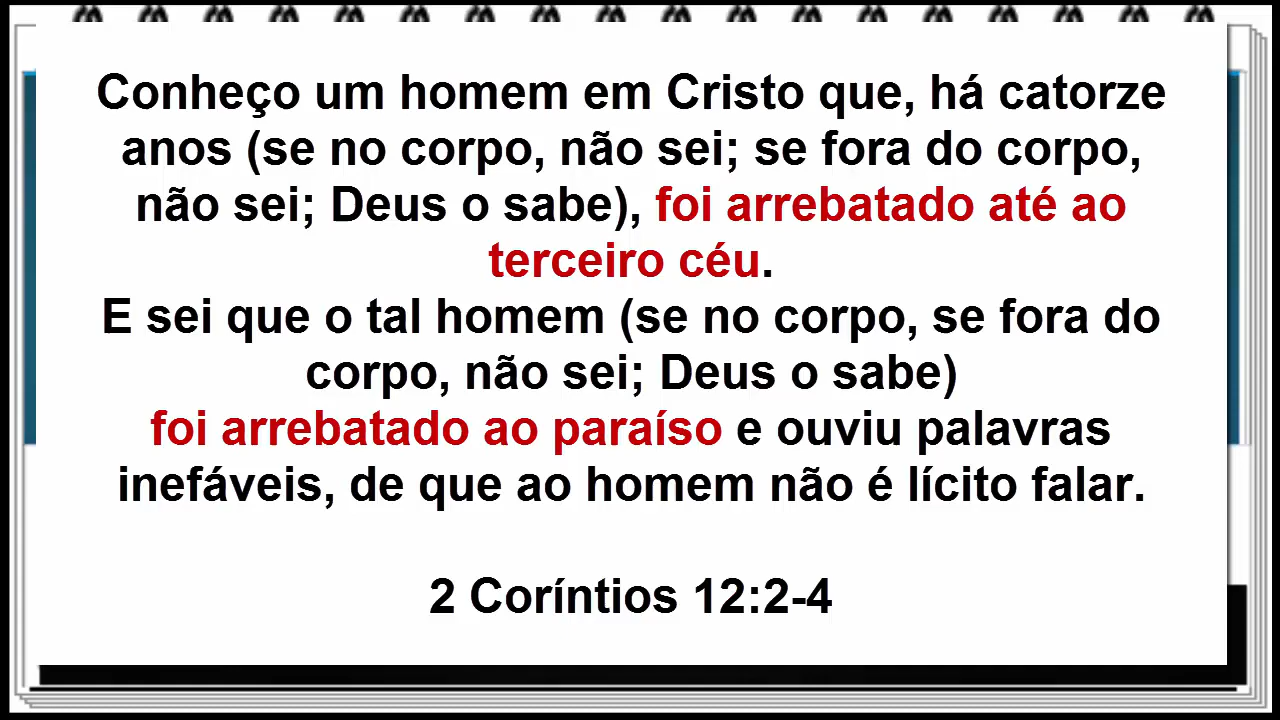 Conheço um homem em Cristo que, há catorze
anos (se no corpo, não sei; se fora do corpo,
não sei; Deus o sabe), foi arrebatado até ao
terceiro céu.
E sei que o tal homem (se no corpo, se fora do
corpo, não sei; Deus o sabe)
foi arrebatado ao paraíso e ouviu palavras
inefáveis, de que ao homem não é lícito falar.
2 Coríntios 12:2-4